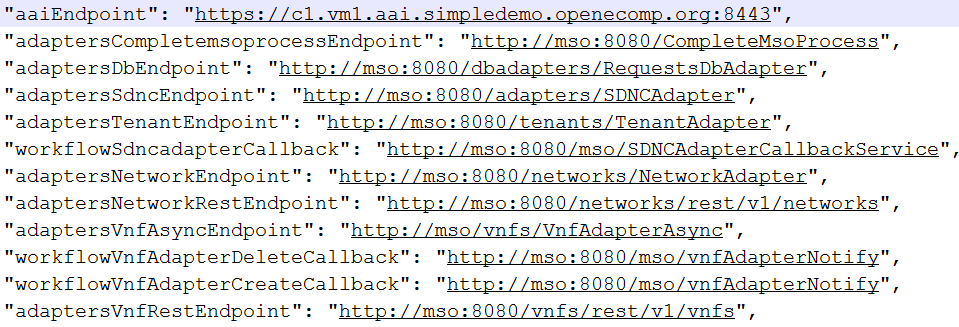 "aaiEndpoint": "https://c1.vm1.aai.simpledemo.openecomp.org:8443",
"adaptersCompletemsoprocessEndpoint": "http://mso:8080/CompleteMsoProcess",
"adaptersDbEndpoint": "http://mso:8080/dbadapters/RequestsDbAdapter",
"adaptersSdncEndpoint": "http://mso:8080/adapters/SDNCAdapter",
"adaptersTenantEndpoint": "http://mso:8080/tenants/TenantAdapter",
"workflowSdncadapterCallback": "http://mso:8080/mso/SDNCAdapterCallbackService",
"adaptersNetworkEndpoint": "http://mso:8080/networks/NetworkAdapter",
"adaptersNetworkRestEndpoint": "http://mso:8080/networks/rest/v1/networks",
"adaptersVnfAsyncEndpoint": "http://mso/vnfs/VnfAdapterAsync",
"workflowVnfAdapterDeleteCallback": "http://mso:8080/mso/vnfAdapterNotify",
"workflowVnfAdapterCreateCallback": "http://mso:8080/mso/vnfAdapterNotify",
"adaptersVnfRestEndpoint": "http://mso:8080/vnfs/rest/v1/vnfs",